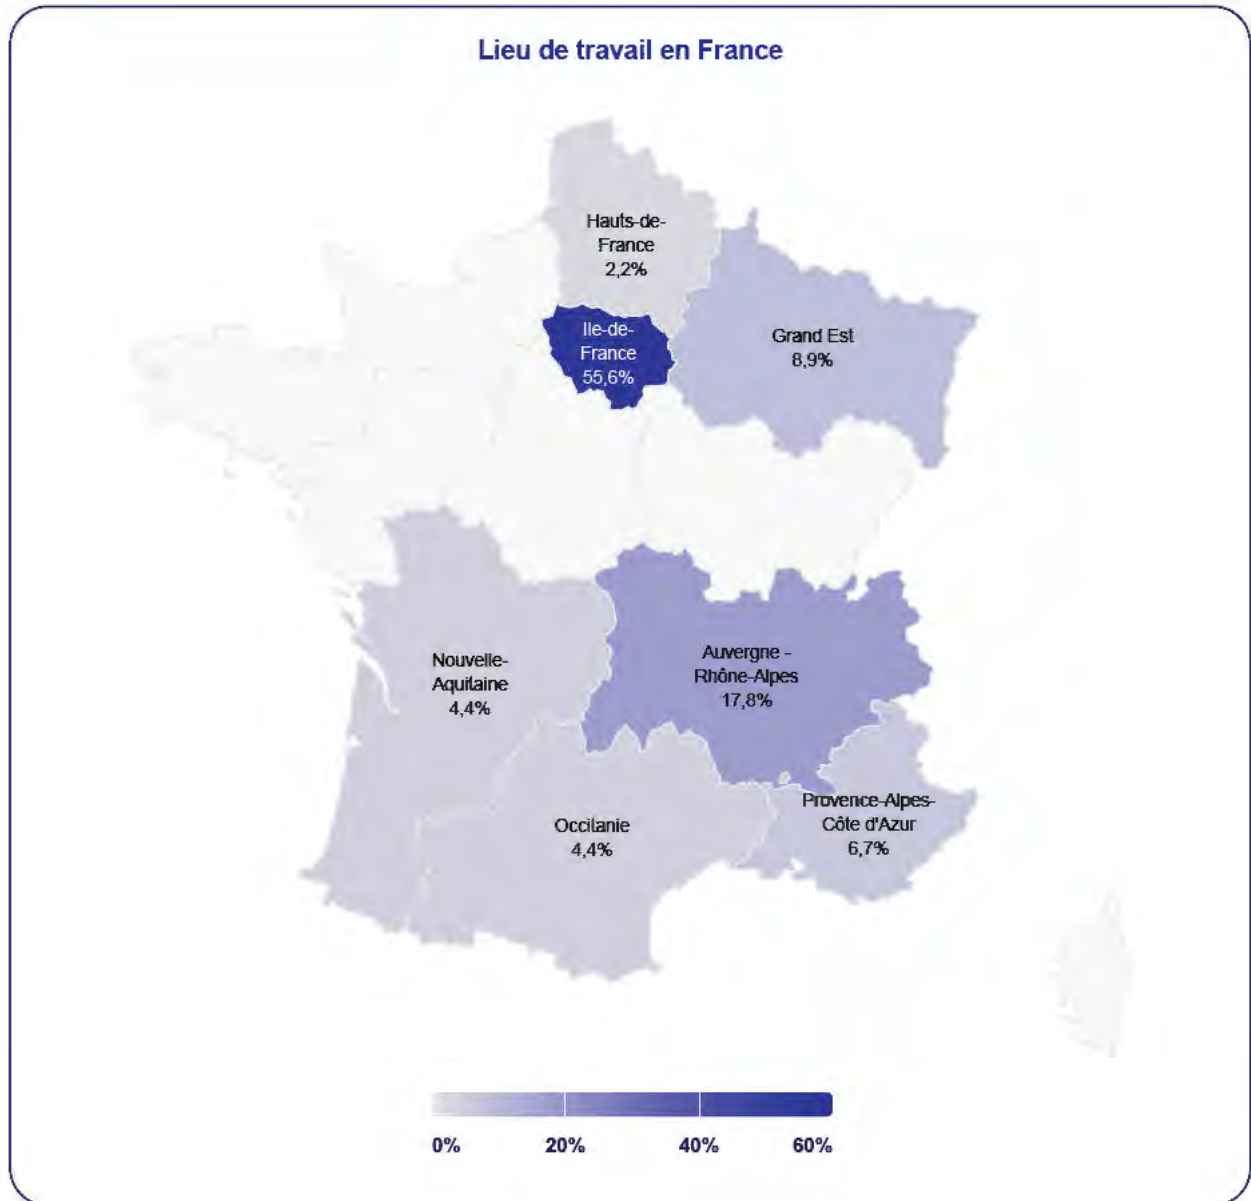 Lieu de travail en France
Hauts-de-
France
2,2%
Ile-de-
France
55,6%
Grand Est
8,9%
Nouvelle-
Aquitaine
4,4%
Auvergne -
Rhône-Alpes
17,8%
Occitanie
4,4%
Provence-Alpes-
Côte d'Azur
6,7%
0% 20% 40% 60%